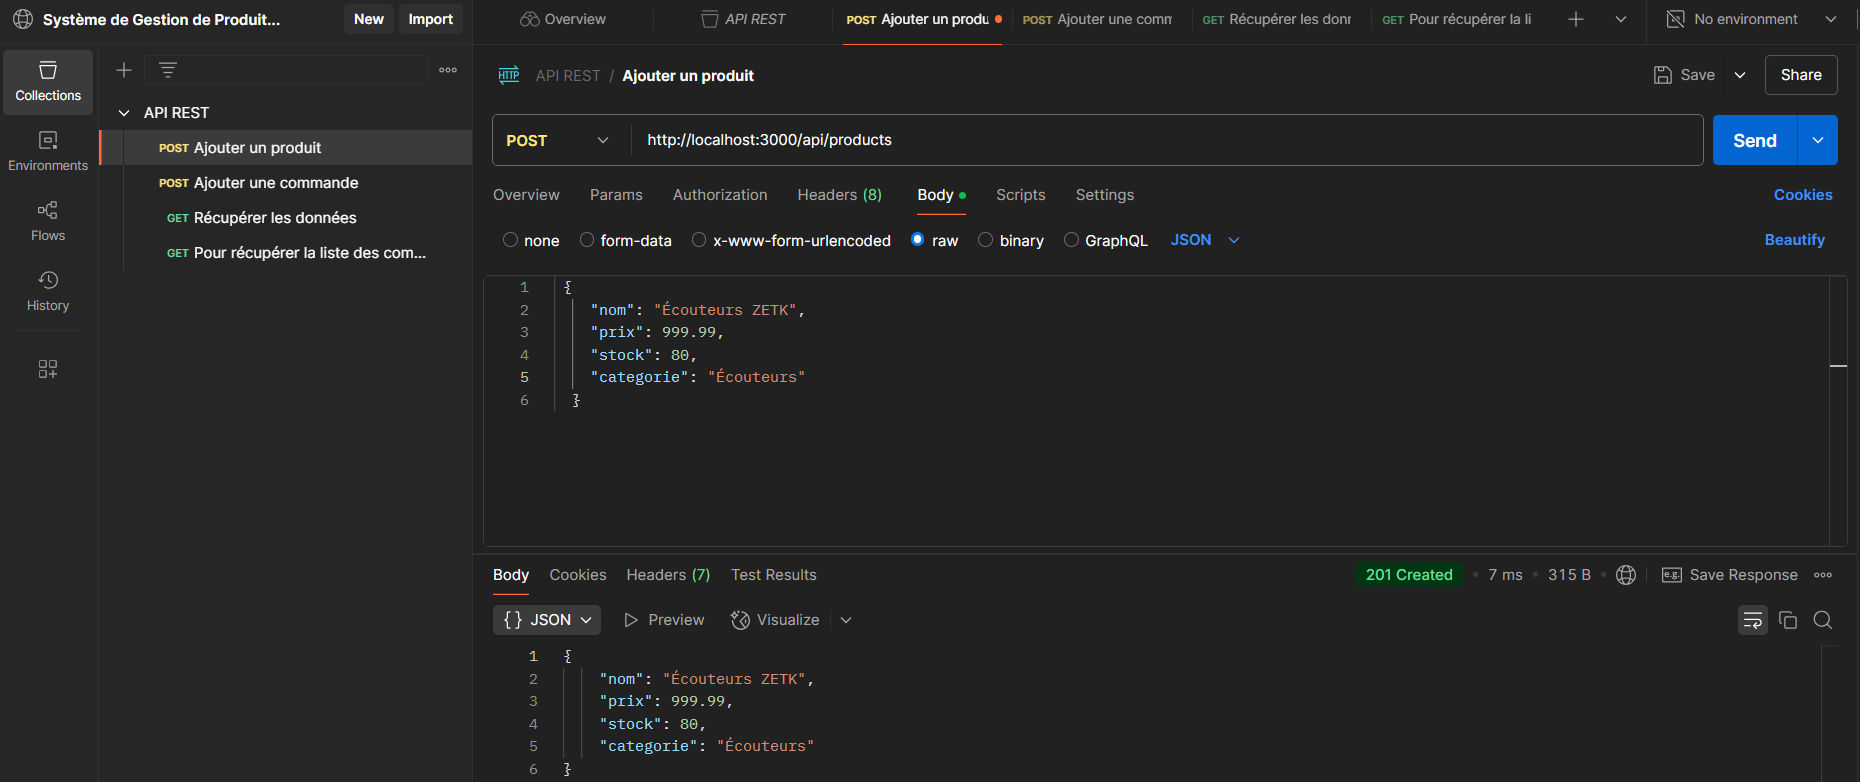 Système de Gestion de Produit...
New
Import
Overview
API REST
POST Ajouter un produ
POST Ajouter une comm
GET Récupérer les donn
GET Pour récupérer la li
No environment
Collections
Environments
Flows
History
API REST
POST Ajouter un produit
POST Ajouter une commande
GET Récupérer les données
GET Pour récupérer la liste des com...
HTTP API REST / Ajouter un produit
Save
Share
POST
http://localhost:3000/api/products
Send
Overview Params Authorization Headers (8) Body Scripts Settings
Cookies
none form-data x-www-form-urlencoded raw binary GraphQL JSON
Beautify
1 {
2 "nom": "Écouteurs ZETK",
3 "prix": 999.99,
4 "stock": 80,
5 "categorie": "Écouteurs"
6 }
Body Cookies Headers (7) Test Results
201 Created • 7 ms • 315 B •
e.g. Save Response
{} JSON
Preview
Visualize
1 {
2 "nom": "Écouteurs ZETK",
3 "prix": 999.99,
4 "stock": 80,
5 "categorie": "Écouteurs"
6 }